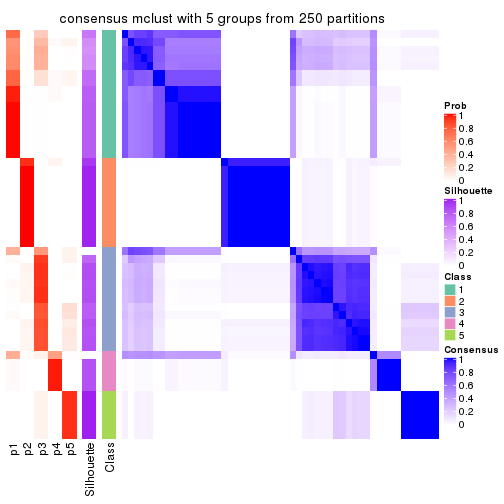 consensus mclust with 5 groups from 250 partitions
Prob
1
0.8
0.6
0.4
0.2
0
Silhouette
1
0.8
0.6
0.4
0.2
0
Class
1
2
3
4
5
Consensus
1
0.8
0.6
0.4
0.2
0
p1
p2
p3
p4
p5
Silhouette
Class